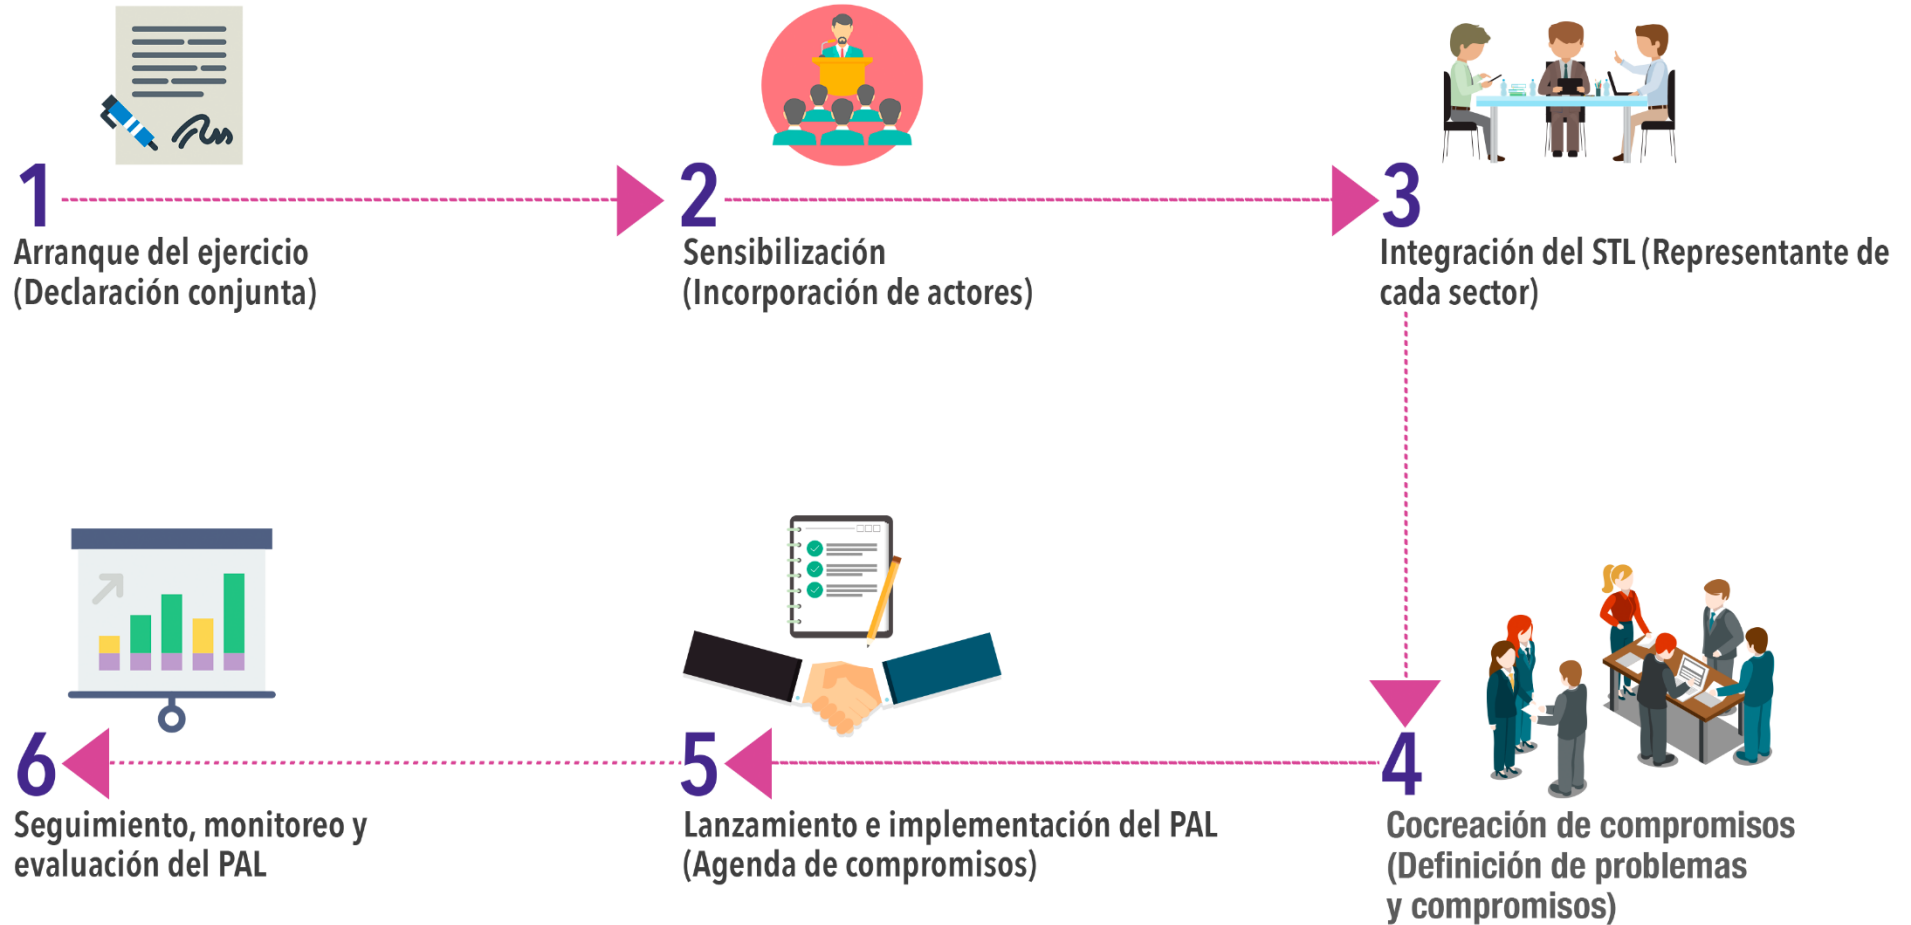 1
Arranque del ejercicio
(Declaración conjunta)
2
Sensibilización
(Incorporación de actores)
3
Integración del STL (Representante de
cada sector)
4
Cocreación de compromisos
(Definición de problemas
y compromisos)
5
Lanzamiento e implementación del PAL
(Agenda de compromisos)
6
Seguimiento, monitoreo y
evaluación del PAL